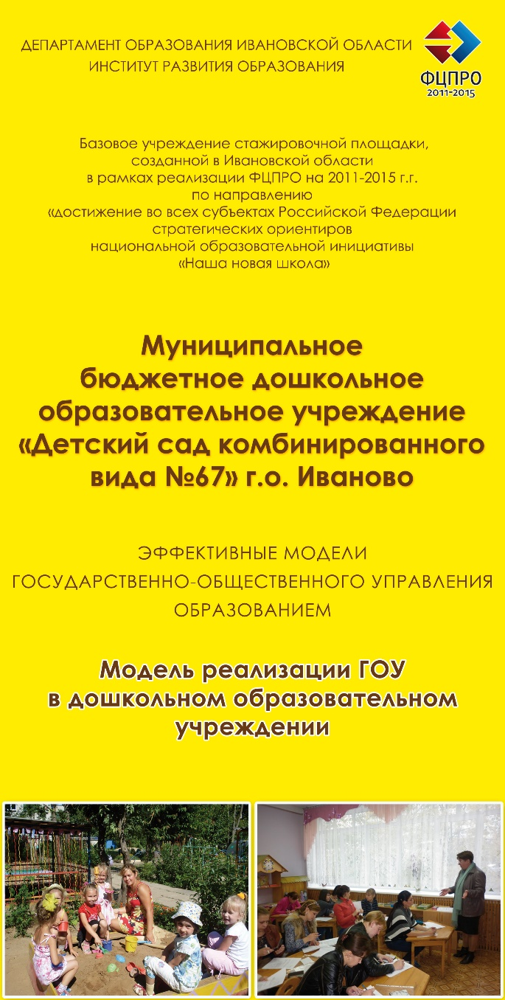 ДЕПАРТАМЕНТ ОБРАЗОВАНИЯ ИВАНОВСКОЙ ОБЛАСТИ
ИНСТИТУТ РАЗВИТИЯ ОБРАЗОВАНИЯ
ФЦПРО
2011-2015
Базовое учреждение стажировочной площадки,
созданной в Ивановской области
в рамках реализации ФЦПРО на 2011-2015 г.г.
по направлению
«достижение во всех субъектах Российской Федерации
стратегических ориентиров
национальной образовательной инициативы
«Наша новая школа»
Муниципальное
бюджетное дошкольное
образовательное учреждение
«Детский сад комбинированного
вида №67» г.о. Иваново
ЭФФЕКТИВНЫЕ МОДЕЛИ
ГОСУДАРСТВЕННО-ОБЩЕСТВЕННОГО УПРАВЛЕНИЯ
ОБРАЗОВАНИЕМ
Модель реализации ГОУ
в дошкольном образовательном
учреждении